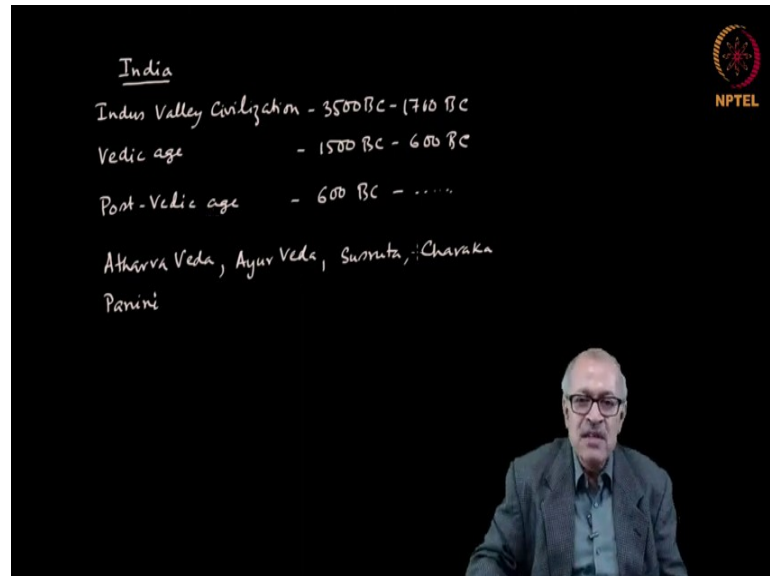 India
Indus Valley Civilization - 3500 BC - 1700 BC
Vedic age - 1500 BC - 600 BC
Post-Vedic age - 600 BC - ......
Atharva Veda, Ayur Veda, Susruta, Charaka
Panini
NPTEL